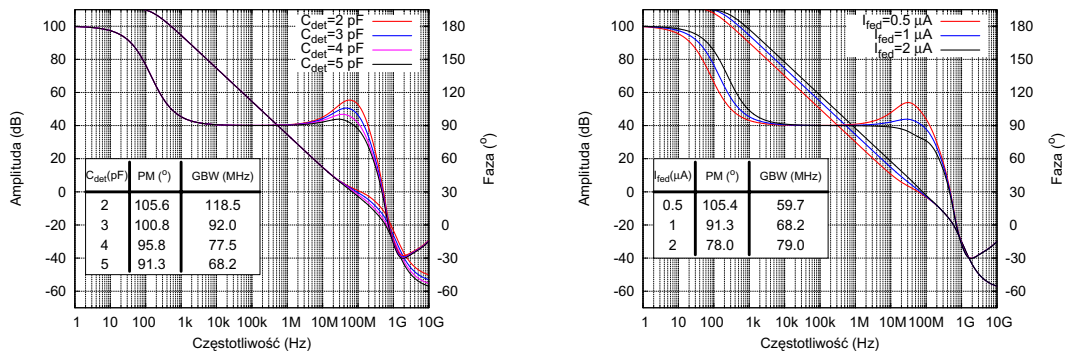 C_det=2 pF
C_det=3 pF
C_det=4 pF
C_det=5 pF
Amplituda (dB)
100
80
60
40
20
0
-20
-40
-60
180
150
120
90
60
30
0
-30
-60
Faza (°)
C_det(pF) PM (°) GBW (MHz)
2 105.6 118.5
3 100.8 92.0
4 95.8 77.5
5 91.3 68.2
1 10 100 1k 10k 100k 1M 10M 100M 1G 10G
Częstotliwość (Hz)
I_fed=0.5 µA
I_fed=1 µA
I_fed=2 µA
Amplituda (dB)
100
80
60
40
20
0
-20
-40
-60
180
150
120
90
60
30
0
-30
-60
Faza (°)
I_fed(µA) PM (°) GBW (MHz)
0.5 105.4 59.7
1 91.3 68.2
2 78.0 79.0
1 10 100 1k 10k 100k 1M 10M 100M 1G 10G
Częstotliwość (Hz)